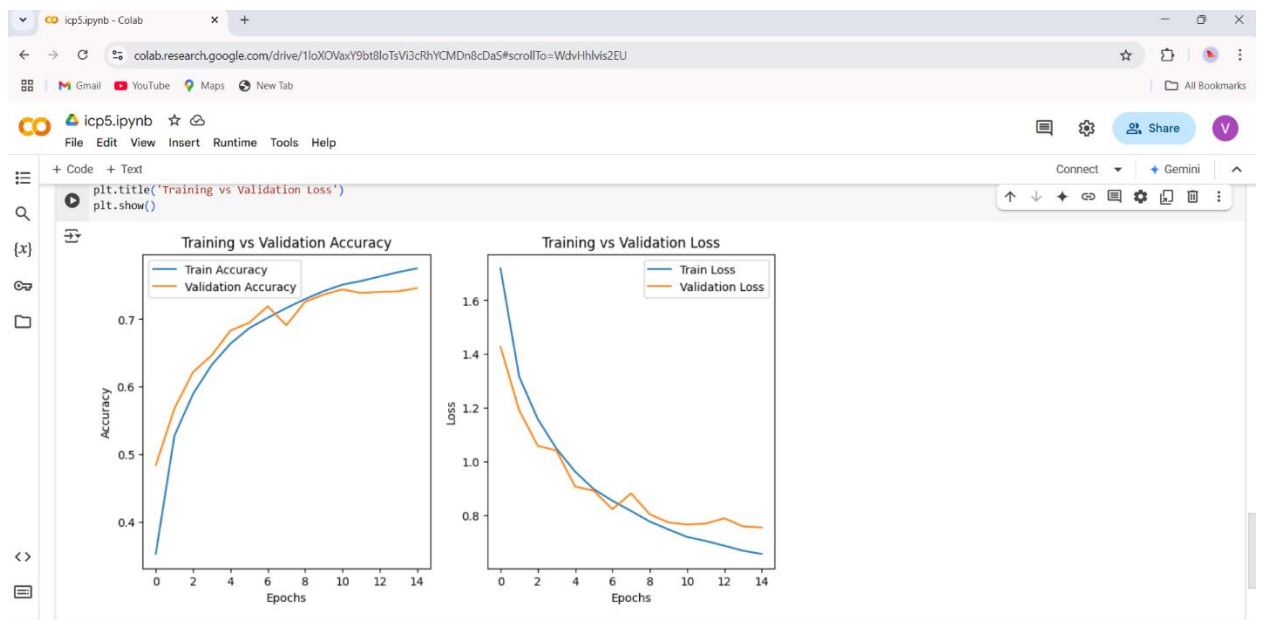 icp5.ipynb - Colab
colab.research.google.com/drive/1loXOVaxY9bt8loTsVi3cRhYCMDn8cDaS#scrollTo=WdvHhlvis2EU
Gmail YouTube Maps New Tab All Bookmarks
icp5.ipynb
Share V
File Edit View Insert Runtime Tools Help
+ Code + Text Connect Gemini
plt.title('Training vs Validation Loss')
plt.show()
{x}
Training vs Validation Accuracy
Train Accuracy
Validation Accuracy
0.7
0.6
0.5
0.4
Accuracy
0 2 4 6 8 10 12 14
Epochs
Training vs Validation Loss
Train Loss
Validation Loss
1.6
1.4
1.2
1.0
0.8
Loss
0 2 4 6 8 10 12 14
Epochs